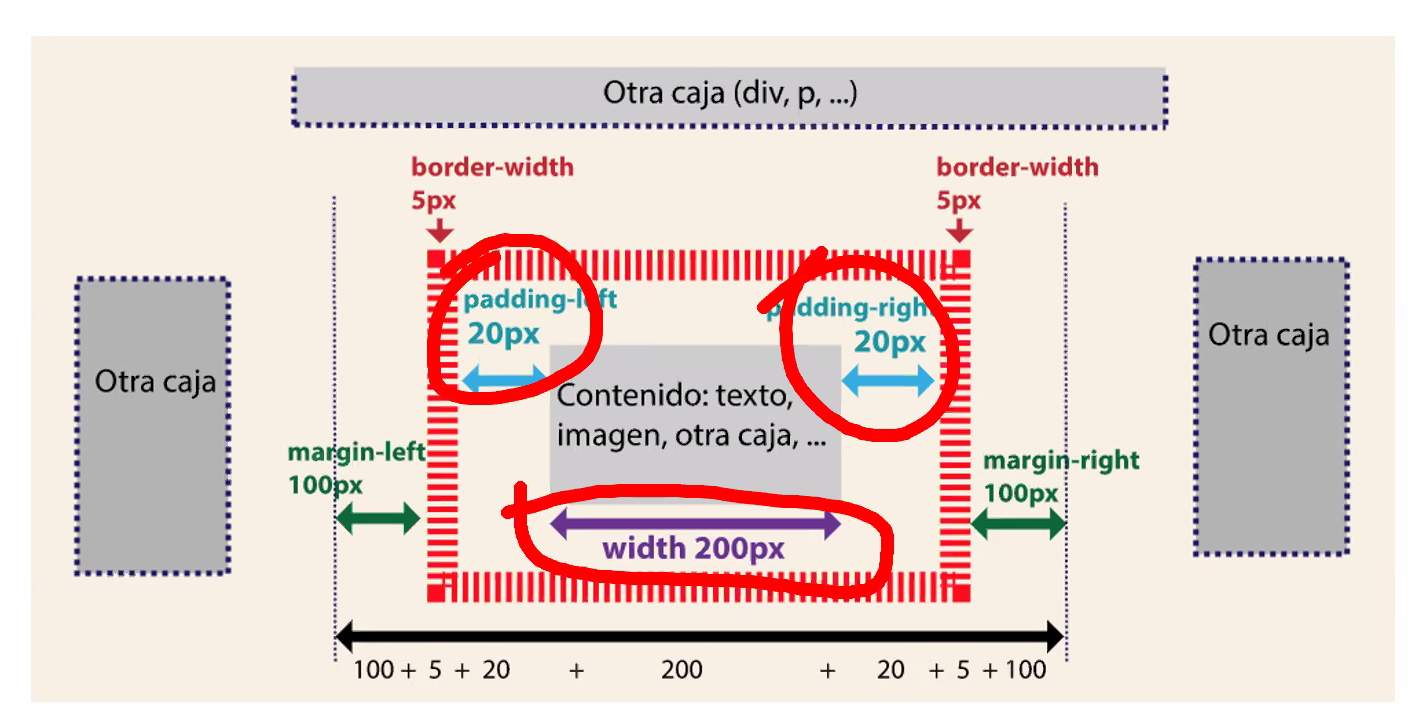 Otra caja (div, p, ...)
border-width
5px
border-width
5px
padding-left
20px
padding-right
20px
Otra caja
Otra caja
Contenido: texto,
imagen, otra caja, ...
margin-left
100px
margin-right
100px
width 200px
100 + 5 + 20 + 200 + 20 + 5 + 100